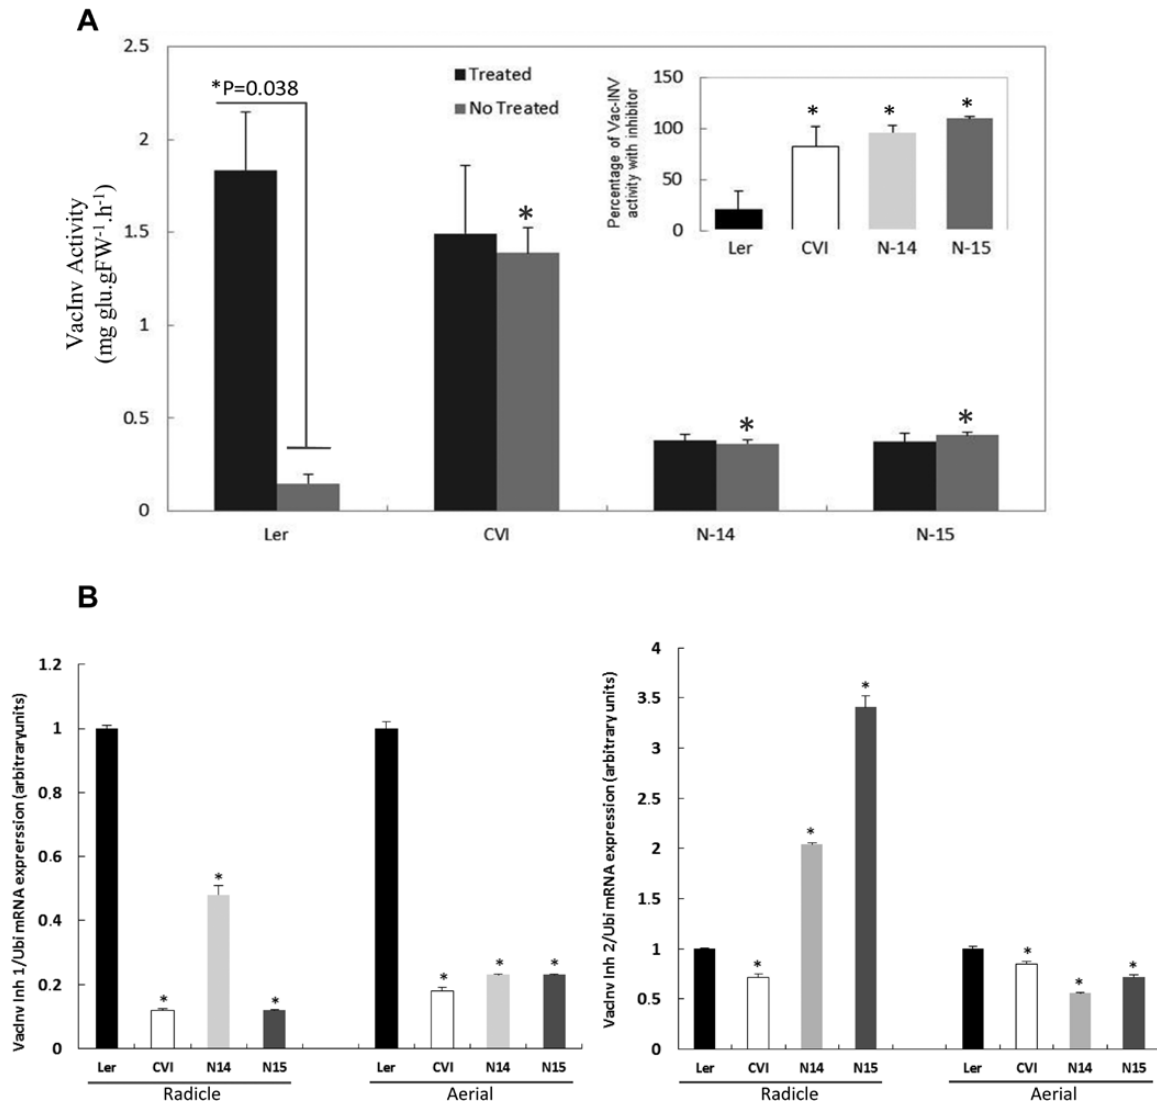 A
2.5
2
1.5
1
0.5
0
VacInv Activity
(mg glu.gFW-1.h-1)
*P=0.038
Treated
No Treated
*
*
*
Ler
CVI
N-14
N-15
Percentage of Vac-INV
activity with inhibitor
150
100
50
0
*
*
*
Ler
CVI
N-14
N-15
B
VacInv Inh 1/Ubi mRNA exprerssion (arbitraryunits)
1.2
1
0.8
0.6
0.4
0.2
0
*
*
*
*
*
*
Ler
CVI
N14
N15
Ler
CVI
N14
N15
Radicle
Aerial
VacInv Inh 2/Ubi mRNA expression (arbitrary units)
4
3.5
3
2.5
2
1.5
1
0.5
0
*
*
*
*
*
*
Ler
CVI
N14
N15
Ler
CVI
N14
N15
Radicle
Aerial